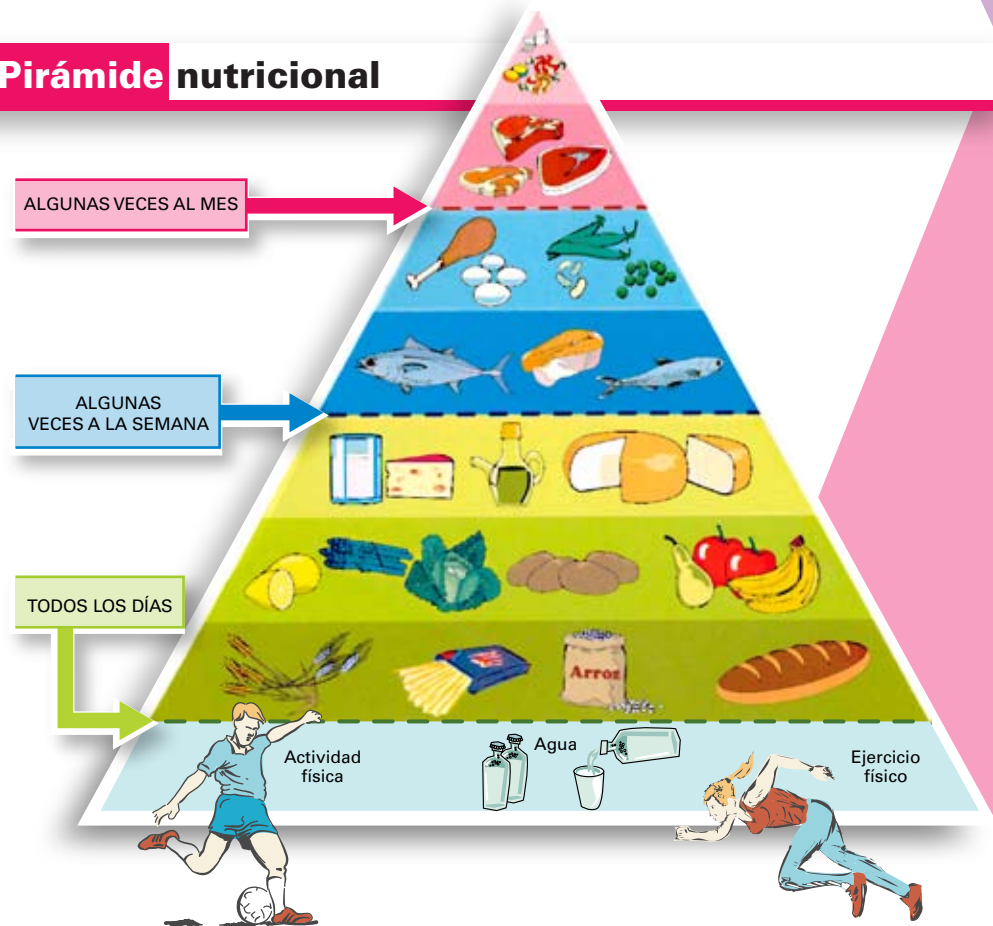 Pirámide nutricional
ALGUNAS VECES AL MES
ALGUNAS
VECES A LA SEMANA
TODOS LOS DÍAS
Arroz
Actividad
física
Agua
Ejercicio
físico